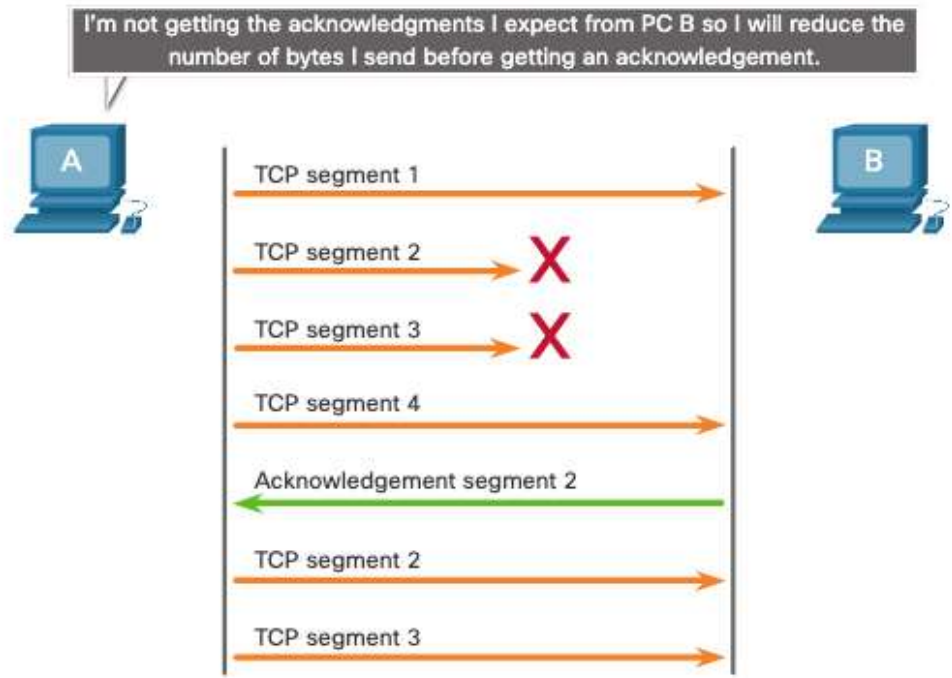 I'm not getting the acknowledgments I expect from PC B so I will reduce the
number of bytes I send before getting an acknowledgement.
A
B
TCP segment 1
TCP segment 2
X
TCP segment 3
X
TCP segment 4
Acknowledgement segment 2
TCP segment 2
TCP segment 3